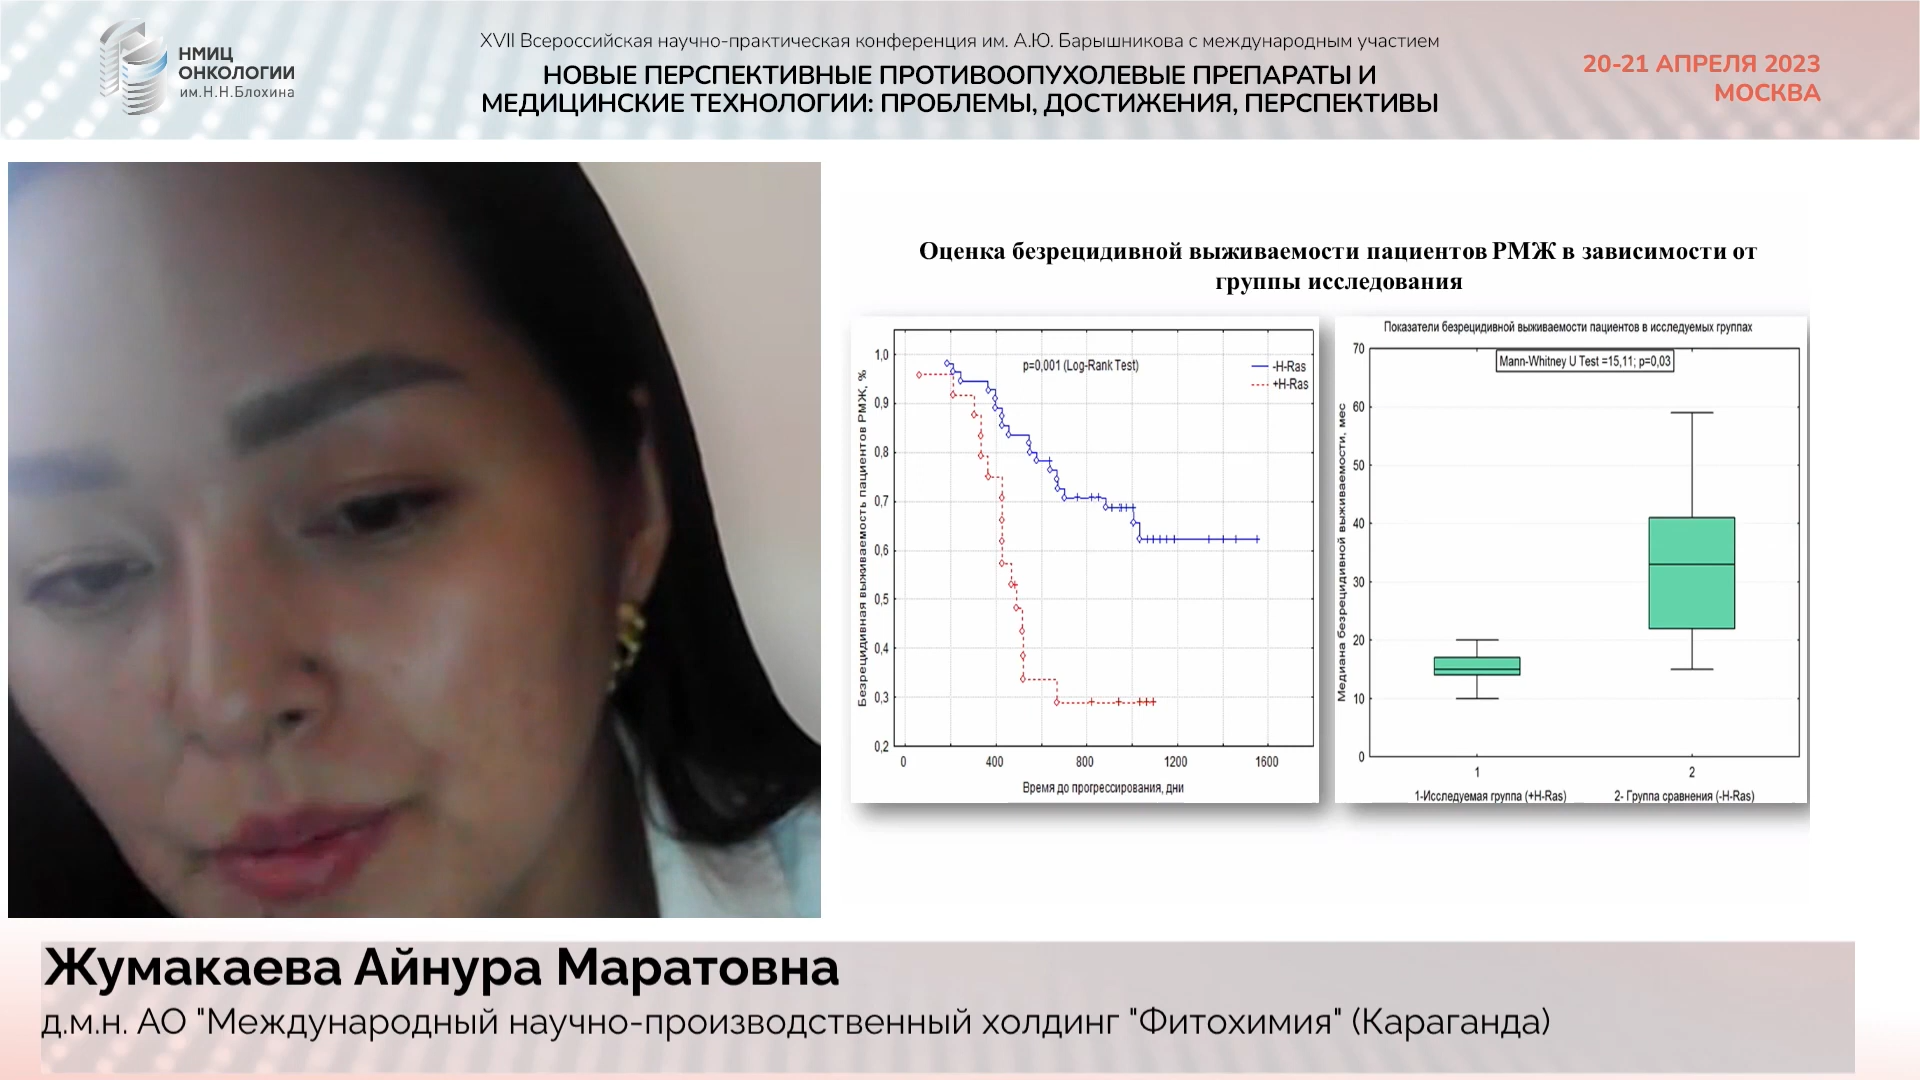 НМИЦ
ОНКОЛОГИИ
им.Н.Н.Блохина
XVII Всероссийская научно-практическая конференция им. А.Ю. Барышникова с международным участием
НОВЫЕ ПЕРСПЕКТИВНЫЕ ПРОТИВООПУХОЛЕВЫЕ ПРЕПАРАТЫ И
МЕДИЦИНСКИЕ ТЕХНОЛОГИИ: ПРОБЛЕМЫ, ДОСТИЖЕНИЯ, ПЕРСПЕКТИВЫ
20-21 АПРЕЛЯ 2023
МОСКВА
Оценка безрецидивной выживаемости пациентов РМЖ в зависимости от
группы исследования
Безрецидивная выживаемость пациентов РМЖ, %
1,0
0,9
0,8
0,7
0,6
0,5
0,4
0,3
0,2
p=0,001 (Log-Rank Test)
-H-Ras
+H-Ras
0 400 800 1200 1600
Время до прогрессирования, дни
Показатели безрецидивной выживаемости пациентов в исследуемых группах
Mann-Whitney U Test =15,11; p=0,03
Медиана безрецидивной выживаемости, мес
70
60
50
40
30
20
10
0
1 2
1-Исследуемая группа (+H-Ras) 2- Группа сравнения (-H-Ras)
Жумакаева Айнура Маратовна
д.м.н. АО "Международный научно-производственный холдинг "Фитохимия" (Караганда)